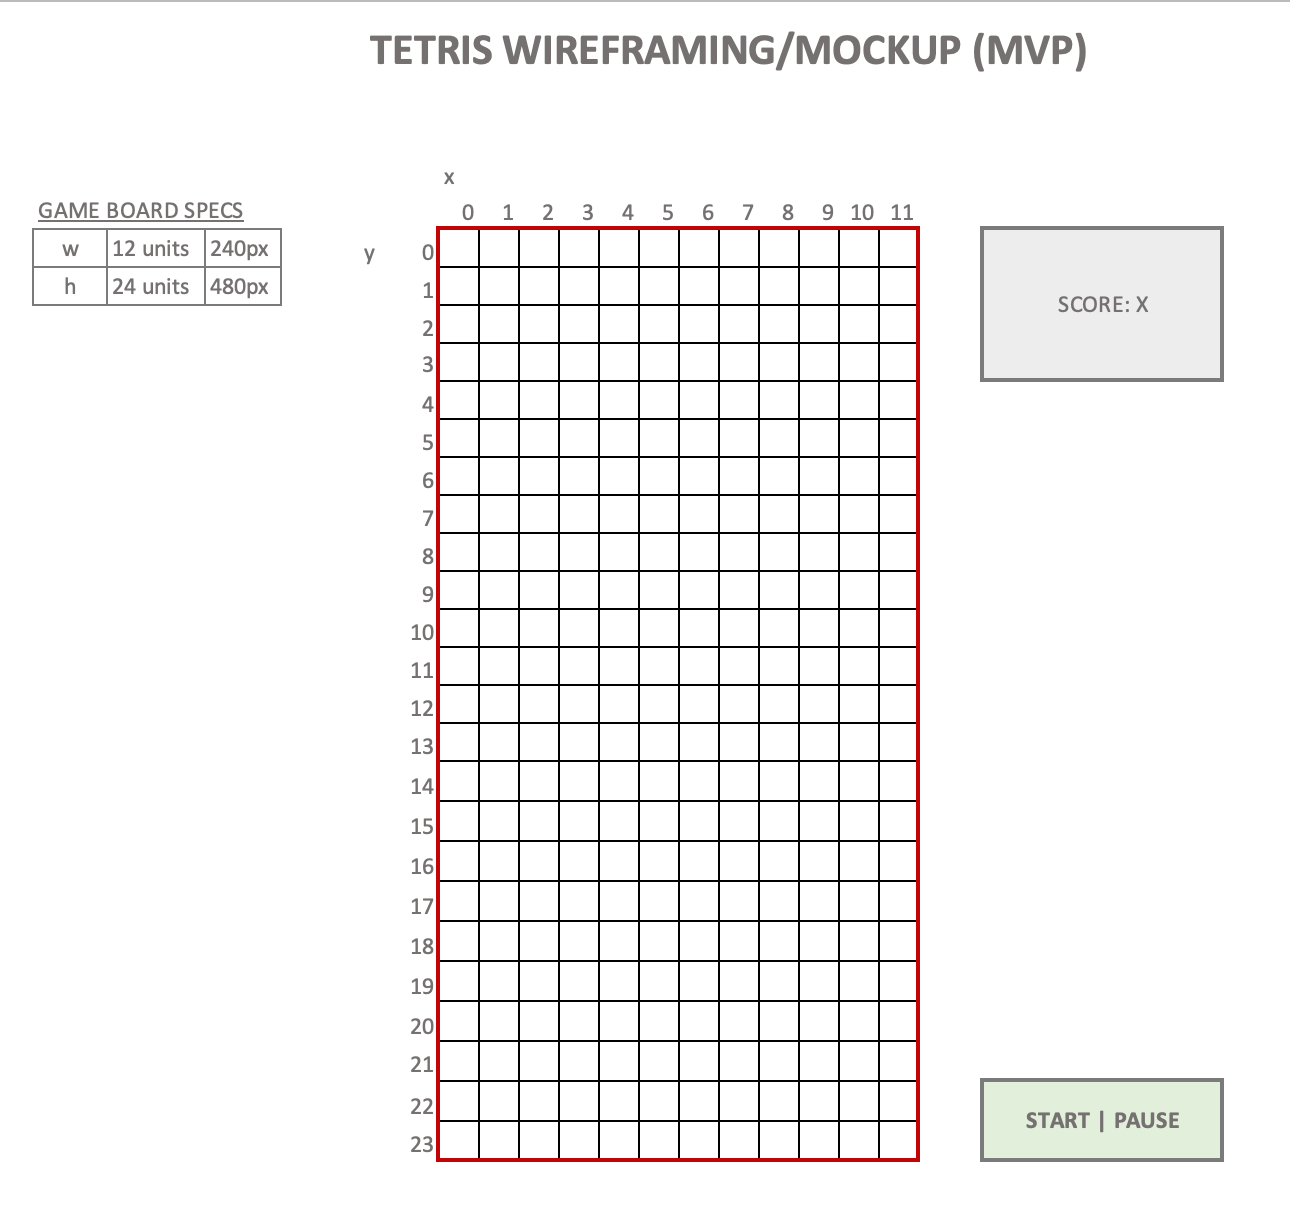 TETRIS WIREFRAMING/MOCKUP (MVP)
GAME BOARD SPECS
w 12 units 240px
h 24 units 480px
x
0 1 2 3 4 5 6 7 8 9 10 11
y
0
1
2
3
4
5
6
7
8
9
10
11
12
13
14
15
16
17
18
19
20
21
22
23
SCORE: X
START | PAUSE